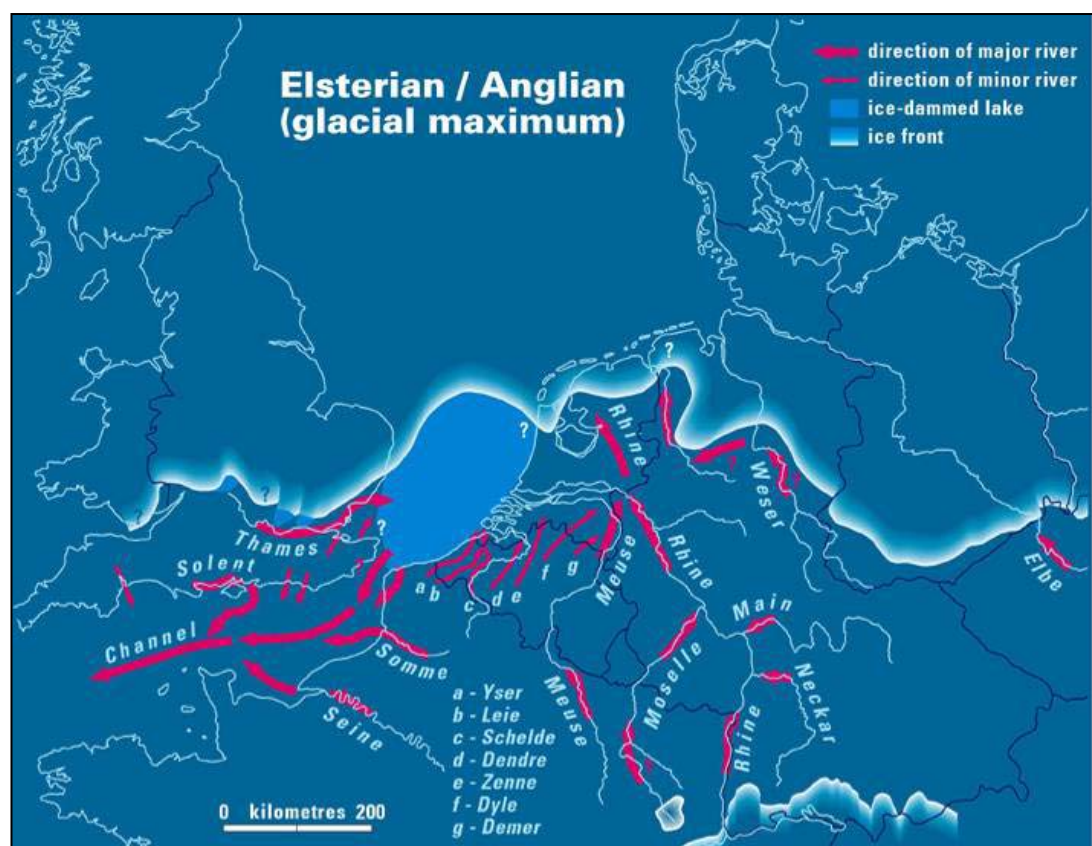 Elsterian / Anglian
(glacial maximum)
direction of major river
direction of minor river
ice-dammed lake
ice front
?
?
?
?
?
?
?
Rhine
Weser
Thames
Solent
Meuse
Rhine
Elbe
Channel
Somme
Main
Moselle
Neckar
Seine
Meuse
Rhine
a b c d e f g
a - Yser
b - Leie
c - Schelde
d - Dendre
e - Zenne
f - Dyle
g - Demer
0 kilometres 200